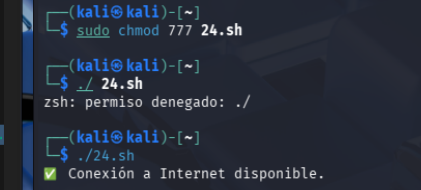 ┌──(kali㉿kali)-[~]
└─$ sudo chmod 777 24.sh
┌──(kali㉿kali)-[~]
└─$ ./ 24.sh
zsh: permiso denegado: ./
┌──(kali㉿kali)-[~]
└─$ ./24.sh
✅ Conexión a Internet disponible.